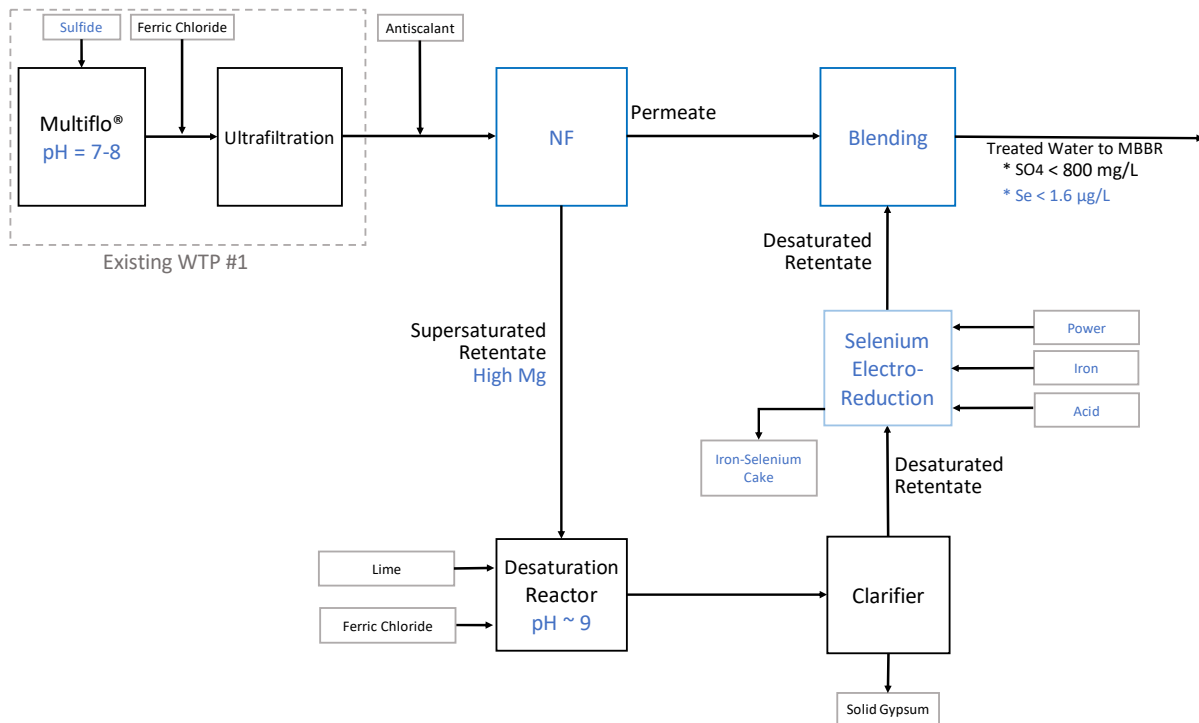 Sulfide
Ferric Chloride
Antiscalant
Multiflo®
pH = 7-8
Ultrafiltration
NF
Permeate
Blending
Treated Water to MBBR
* SO4 < 800 mg/L
* Se < 1.6 µg/L
Existing WTP #1
Desaturated
Retentate
Supersaturated
Retentate
High Mg
Selenium
Electro-
Reduction
Power
Iron
Acid
Iron-Selenium
Cake
Desaturated
Retentate
Lime
Ferric Chloride
Desaturation
Reactor
pH ~ 9
Clarifier
Solid Gypsum